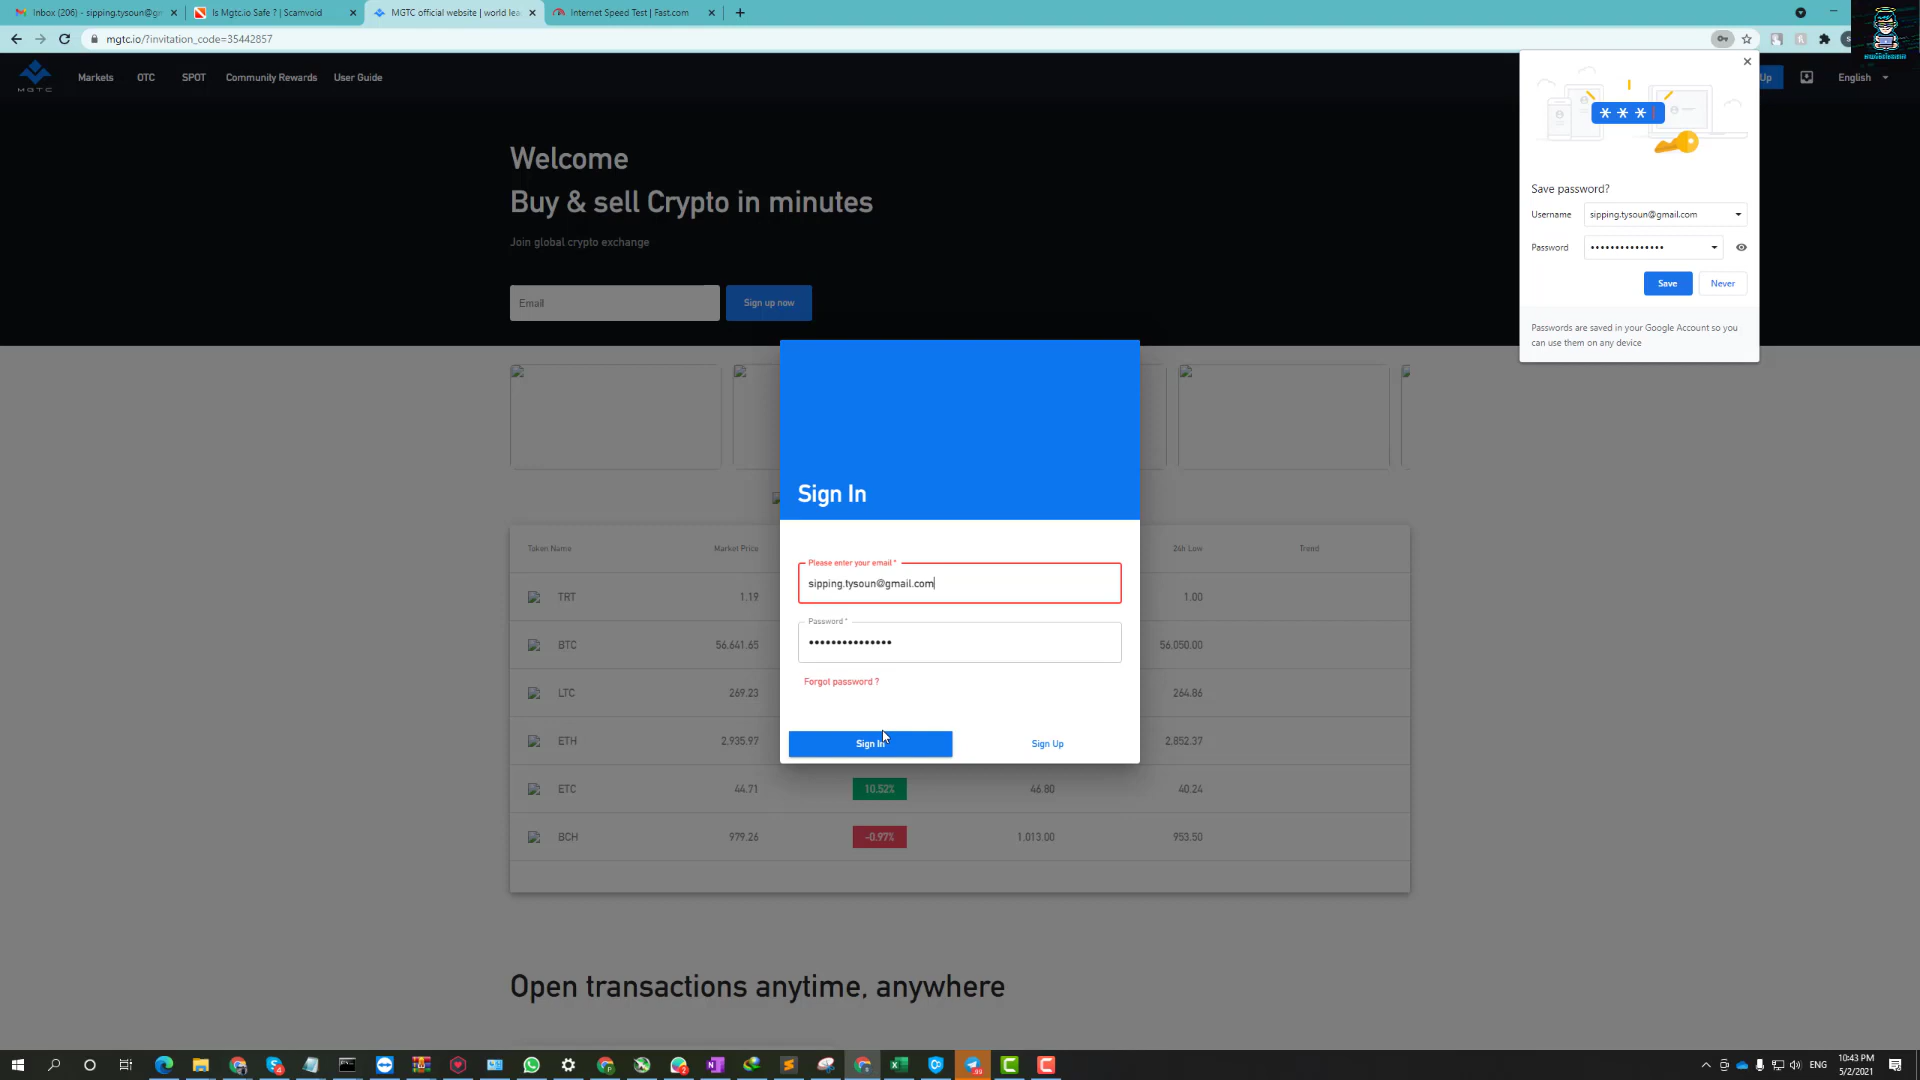 Inbox (206) - sipping.tysoun@gm
Is Mgtc.io Safe ? | Scamvoid
MGTC official website | world lea
Internet Speed Test | Fast.com
mgtc.io/?invitation_code=35442857
MGTC
Markets
OTC
SPOT
Community Rewards
User Guide
Up
English
Welcome
Buy & sell Crypto in minutes
Join global crypto exchange
Email
Sign up now
Save password?
Username
sipping.tysoun@gmail.com
Password
•••••••••••••••
Save
Never
Passwords are saved in your Google Account so you
can use them on any device
Sign In
Please enter your email *
sipping.tysoun@gmail.com
Password *
•••••••••••••••
Forgot password ?
Sign In
Sign Up
Token Name
Market Price
24h Low
Trend
TRT
1.19
1.00
BTC
56,641.65
56,050.00
LTC
269.23
264.86
ETH
2,935.97
2,852.37
ETC
44.71
10.52%
46.80
40.24
BCH
979.26
-0.97%
1,013.00
953.50
Open transactions anytime, anywhere
ENG
10:43 PM
5/2/2021